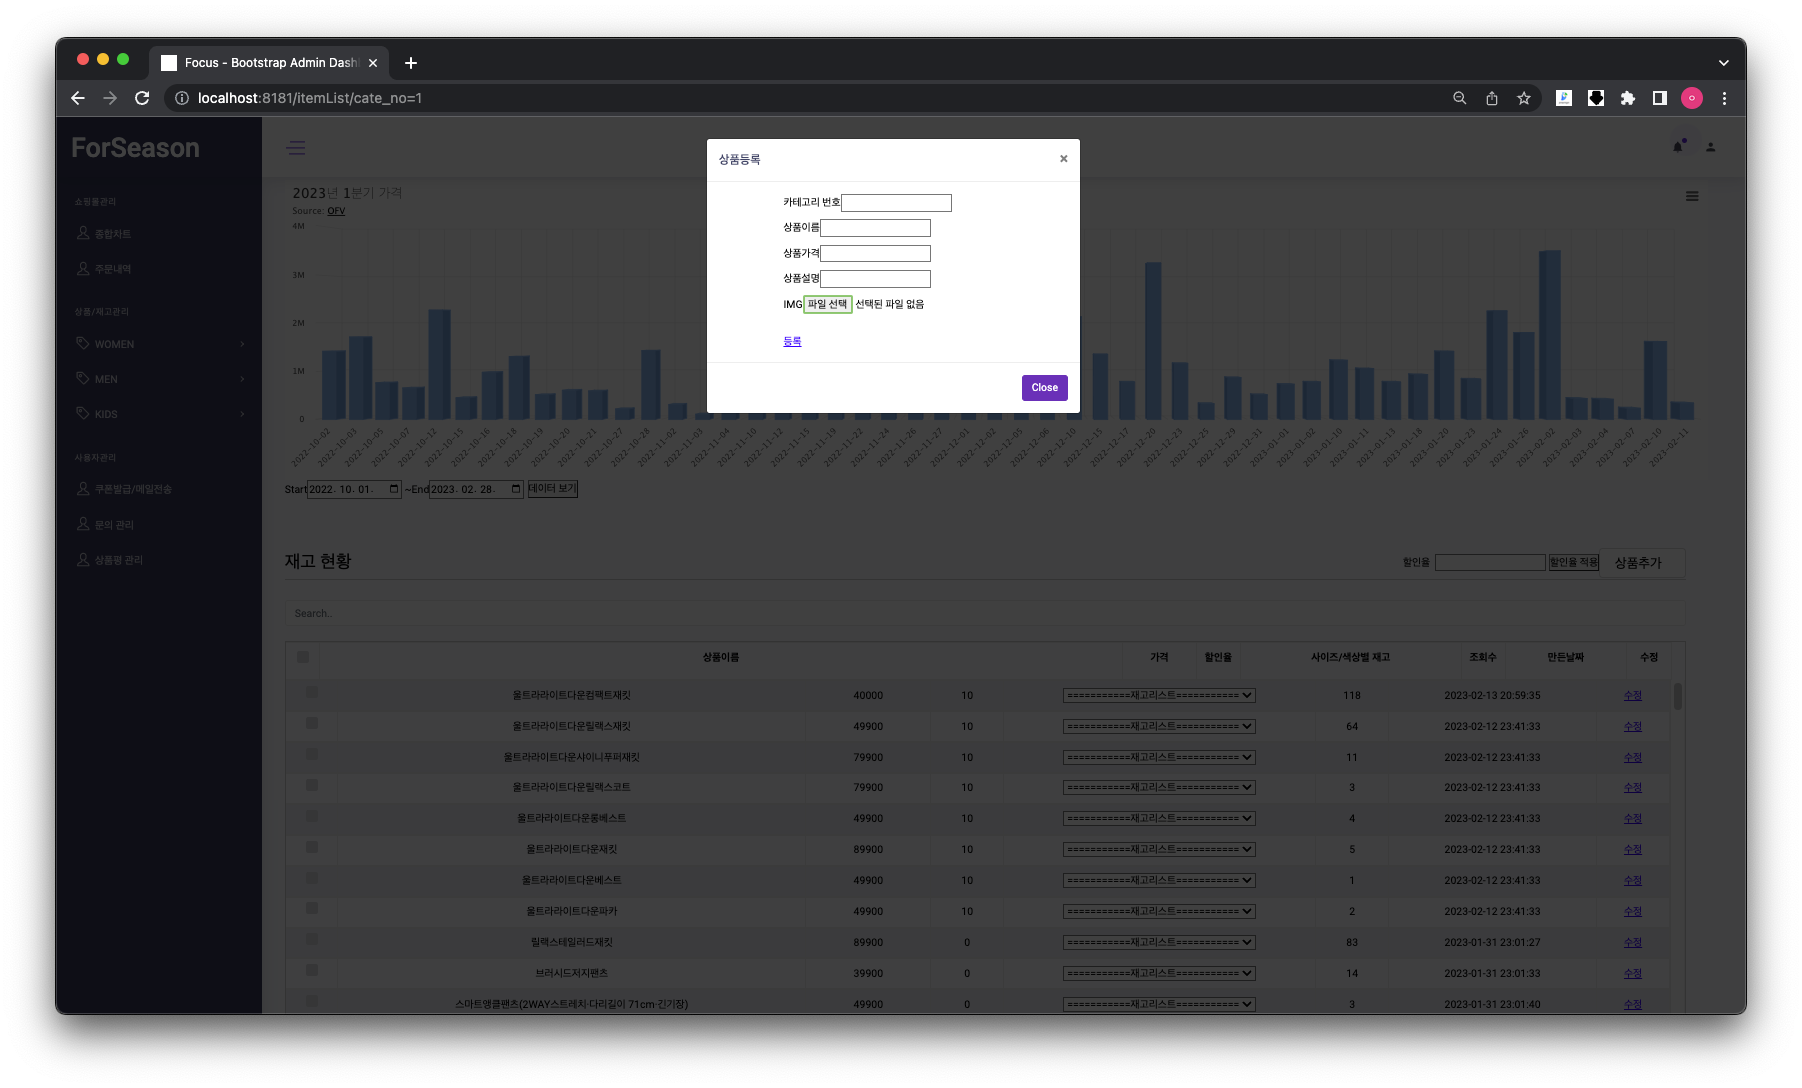 Focus - Bootstrap Admin Dash
localhost:8181/itemList/cate_no=1
ForSeason
쇼핑몰관리
종합차트
주문내역
상품/재고관리
WOMEN
MEN
KIDS
사용자관리
쿠폰발급/메일전송
문의 관리
상품평 관리
상품등록
×
카테고리 번호
상품이름
상품가격
상품설명
IMG 파일 선택 선택된 파일 없음
등록
Close
2023년 1분기 가격
Source: OFV
4M
3M
2M
1M
0
2022-10-02 2022-10-03 2022-10-05 2022-10-07 2022-10-12 2022-10-15 2022-10-16 2022-10-18 2022-10-19 2022-10-20 2022-10-21 2022-10-27 2022-10-28 2022-11-02 2022-11-03 2022-11-04 2022-11-10 2022-11-12 2022-11-15 2022-11-19 2022-11-22 2022-11-24 2022-11-26 2022-11-27 2022-12-01 2022-12-02 2022-12-05 2022-12-06 2022-12-10 2022-12-15 2022-12-17 2022-12-20 2022-12-23 2022-12-25 2022-12-29 2022-12-31 2023-01-01 2023-01-02 2023-01-10 2023-01-11 2023-01-13 2023-01-18 2023-01-20 2023-01-23 2023-01-24 2023-01-26 2023-02-02 2023-02-03 2023-02-04 2023-02-07 2023-02-10 2023-02-11
Start 2022. 10. 01. ~End 2023. 02. 28. 데이터 보기
재고 현황
할인율 할인율 적용 상품추가
Search..
상품이름 가격 할인율 사이즈/색상별 재고 조회수 만든날짜 수정
울트라라이트다운컴팩트재킷 40000 10 ===========재고리스트=========== 118 2023-02-13 20:59:35 수정
울트라라이트다운릴랙스재킷 49900 10 ===========재고리스트=========== 64 2023-02-12 23:41:33 수정
울트라라이트다운샤이니푸퍼재킷 79900 10 ===========재고리스트=========== 11 2023-02-12 23:41:33 수정
울트라라이트다운릴랙스코트 79900 10 ===========재고리스트=========== 3 2023-02-12 23:41:33 수정
울트라라이트다운롱베스트 49900 10 ===========재고리스트=========== 4 2023-02-12 23:41:33 수정
울트라라이트다운재킷 89900 10 ===========재고리스트=========== 5 2023-02-12 23:41:33 수정
울트라라이트다운베스트 49900 10 ===========재고리스트=========== 1 2023-02-12 23:41:33 수정
울트라라이트다운파카 49900 10 ===========재고리스트=========== 2 2023-02-12 23:41:33 수정
릴랙스테일러드재킷 89900 0 ===========재고리스트=========== 83 2023-01-31 23:01:27 수정
브러시드저지팬츠 39900 0 ===========재고리스트=========== 14 2023-01-31 23:01:33 수정
스마트앵클팬츠(2WAY스트레치·다리길이 71cm·긴기장) 49900 0 ===========재고리스트=========== 3 2023-01-31 23:01:40 수정